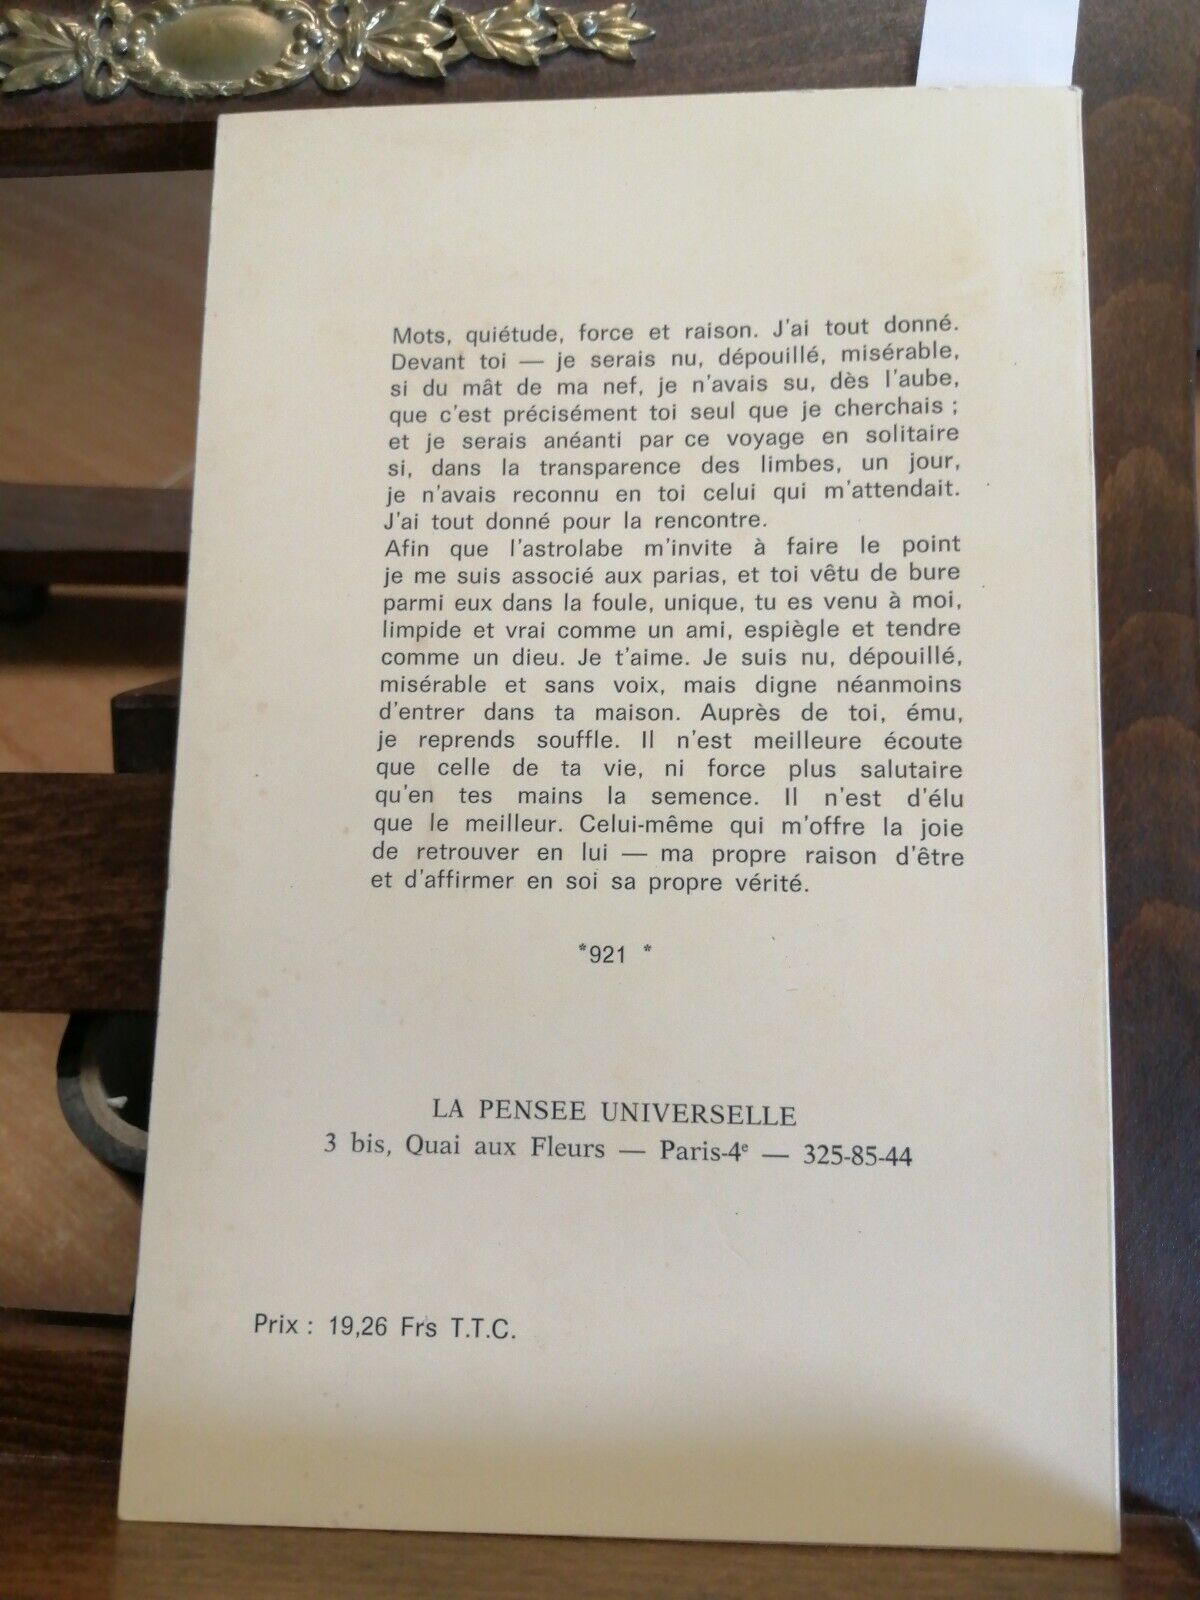 Mots, quiétude, force et raison. J'ai tout donné.
Devant toi — je serais nu, dépouillé, misérable,
si du mât de ma nef, je n'avais su, dès l'aube,
que c'est précisément toi seul que je cherchais ;
et je serais anéanti par ce voyage en solitaire
si, dans la transparence des limbes, un jour,
je n'avais reconnu en toi celui qui m'attendait.
J'ai tout donné pour la rencontre.
Afin que l'astrolabe m'invite à faire le point
je me suis associé aux parias, et toi vêtu de bure
parmi eux dans la foule, unique, tu es venu à moi,
limpide et vrai comme un ami, espiègle et tendre
comme un dieu. Je t'aime. Je suis nu, dépouillé,
misérable et sans voix, mais digne néanmoins
d'entrer dans ta maison. Auprès de toi, ému,
je reprends souffle. Il n'est meilleure écoute
que celle de ta vie, ni force plus salutaire
qu'en tes mains la semence. Il n'est d'élu
que le meilleur. Celui-même qui m'offre la joie
de retrouver en lui — ma propre raison d'être
et d'affirmer en soi sa propre vérité.
*921 *
LA PENSEE UNIVERSELLE
3 bis, Quai aux Fleurs — Paris-4e — 325-85-44
Prix : 19,26 Frs T.T.C.